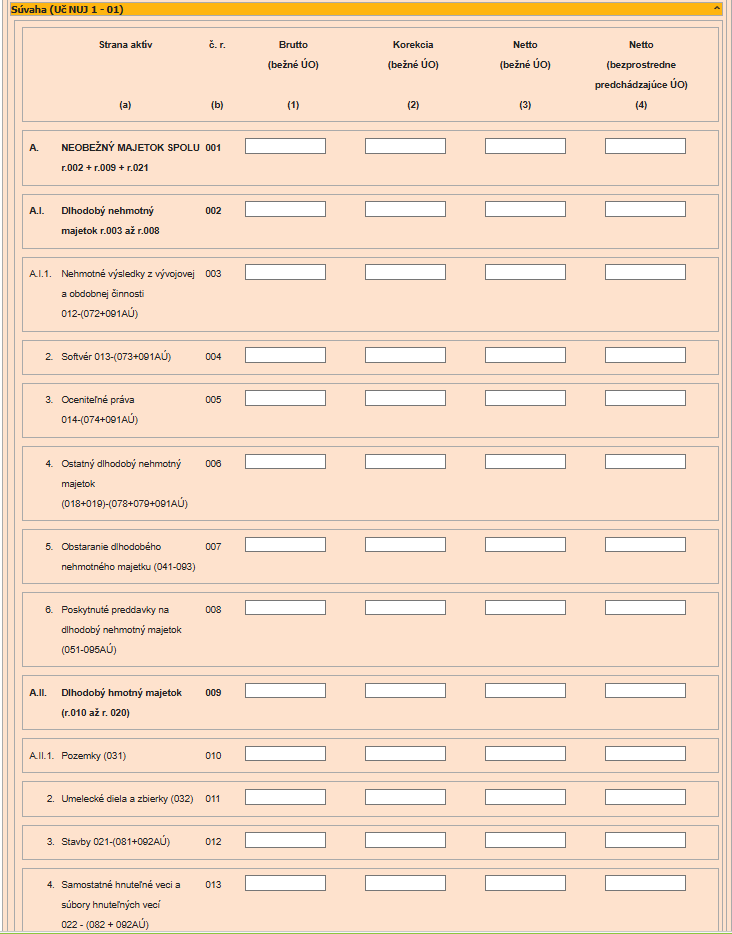 Súvaha (Uč NUJ 1 - 01)
Strana aktív č. r. Brutto Korekcia Netto Netto
(bežné ÚO) (bežné ÚO) (bežné ÚO) (bezprostredne
predchádzajúce ÚO)
(a) (b) (1) (2) (3) (4)
A. NEOBEŽNÝ MAJETOK SPOLU 001
r.002 + r.009 + r.021
A.I. Dlhodobý nehmotný 002
majetok r.003 až r.008
A.I.1. Nehmotné výsledky z vývojovej 003
a obdobnej činnosti
012-(072+091AÚ)
2. Softvér 013-(073+091AÚ) 004
3. Oceniteľné práva 005
014-(074+091AÚ)
4. Ostatný dlhodobý nehmotný 006
majetok
(018+019)-(078+079+091AÚ)
5. Obstaranie dlhodobého 007
nehmotného majetku (041-093)
6. Poskytnuté preddavky na 008
dlhodobý nehmotný majetok
(051-095AÚ)
A.II. Dlhodobý hmotný majetok 009
(r.010 až r. 020)
A.II.1. Pozemky (031) 010
2. Umelecké diela a zbierky (032) 011
3. Stavby 021-(081+092AÚ) 012
4. Samostatné hnuteľné veci a 013
súbory hnuteľných vecí
022 - (082 + 092AÚ)